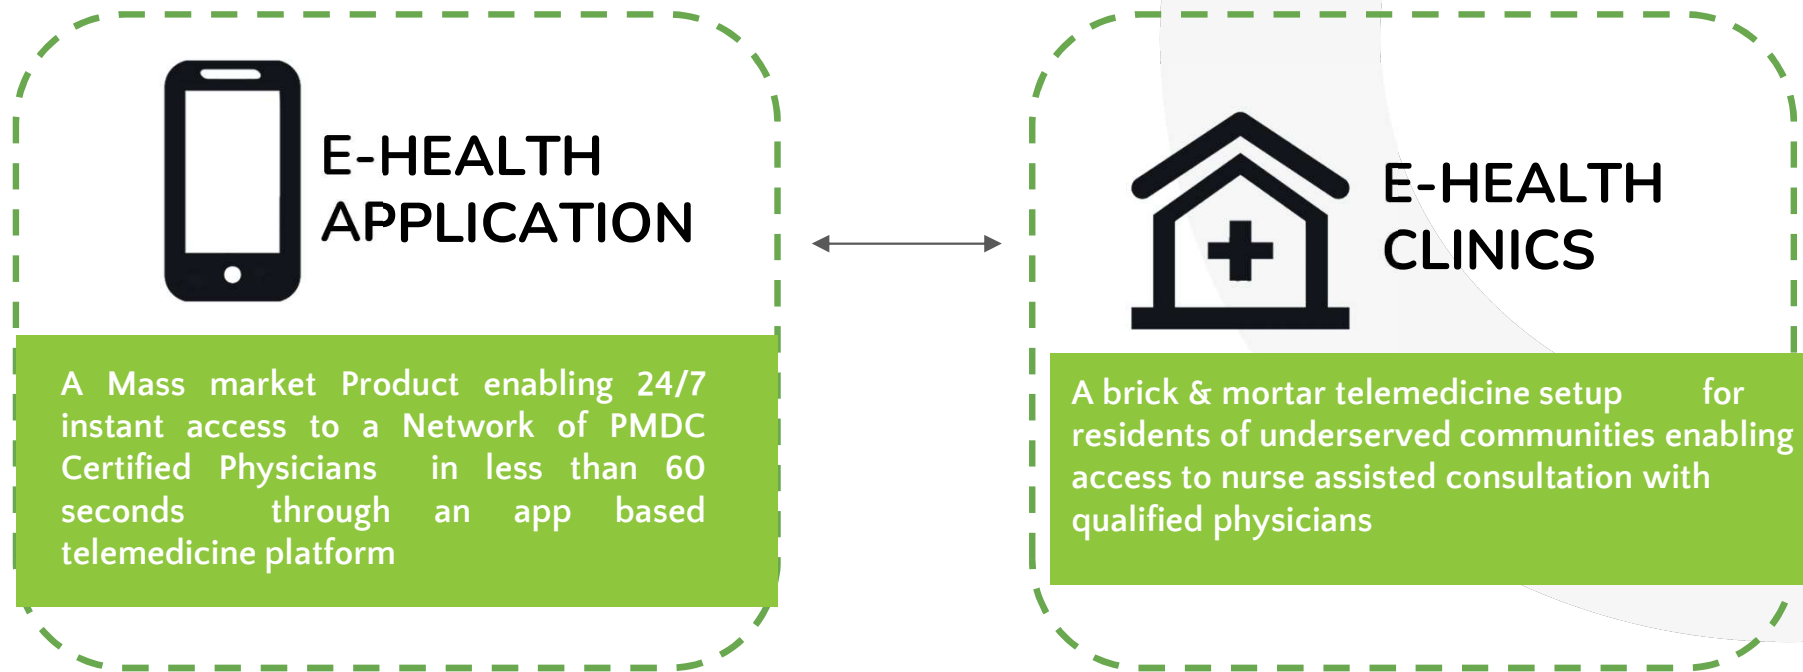 E-HEALTH
APPLICATION
A Mass market Product enabling 24/7
instant access to a Network of PMDC
Certified Physicians in less than 60
seconds through an app based
telemedicine platform
E-HEALTH
CLINICS
A brick & mortar telemedicine setup for
residents of underserved communities enabling
access to nurse assisted consultation with
qualified physicians